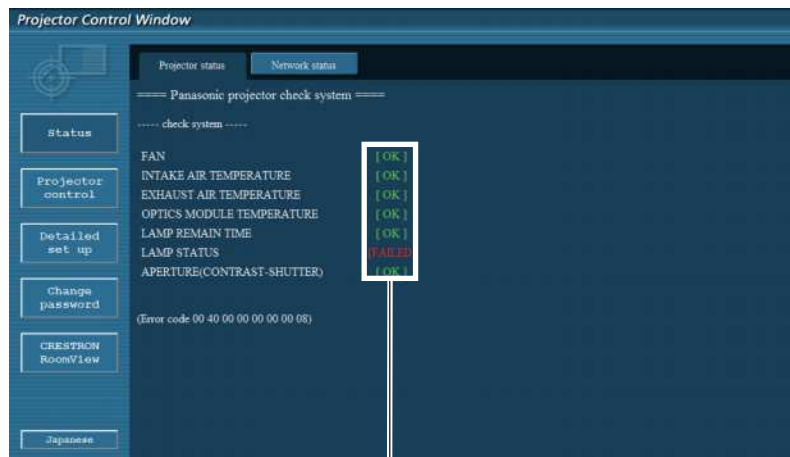 Projector Control Window
Projector status
Network status
==== Panasonic projector check system ====
Status
----- check system -----
FAN [ OK ]
INTAKE AIR TEMPERATURE [ OK ]
Projector control
EXHAUST AIR TEMPERATURE [ OK ]
OPTICS MODULE TEMPERATURE [ OK ]
Detailed set up
LAMP REMAIN TIME [ OK ]
LAMP STATUS [FAILED
APERTURE(CONTRAST-SHUTTER) [ OK ]
Change password
(Error code 00 40 00 00 00 00 00 08)
CRESTRON RoomView
Japanese